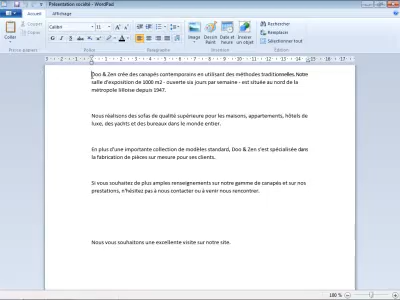 Présentation société - WordPad
Accueil Affichage
Coller
Couper
Copier
Calibri 11
Image
Dessin Paint
Date et heure
Insérer un objet
Rechercher
Remplacer
Sélectionner tout
Presse-papiers Police Paragraphe Insertion Édition
Doo & Zen crée des canapés contemporains en utilisant des méthodes traditionnelles. Notre
salle d'exposition de 1000 m2 - ouverte six jours par semaine - est située au nord de la
métropole lilloise depuis 1947.
Nous réalisons des sofas de qualité supérieure pour les maisons, appartements, hôtels de
luxe, des yachts et des bureaux dans le monde entier.
En plus d'une importante collection de modèles standard, Doo & Zen s'est spécialisée dans
la fabrication de pièces sur mesure pour ses clients.
Si vous souhaitez de plus amples renseignements sur notre gamme de canapés et sur nos
prestations, n'hésitez pas à nous contacter ou à venir nous rencontrer.
Nous vous souhaitons une excellente visite sur notre site.
100 %